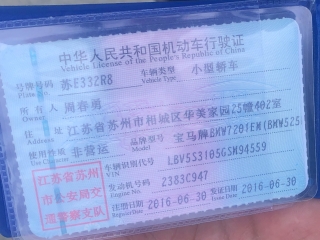 中华人民共和国机动车行驶证
Vehicle License of the People's Republic of China
号牌号码 苏E332R8 车辆类型 小型轿车
Plate No. Vehicle Type
所有人 周春勇
Owner
住址 江苏省苏州市相城区华美家园25幢402室
Address
使用性质 非营运 品牌型号 宝马牌BMW7201EM(BMW525
Use Character Model
江苏省苏州市公安局交通警察支队
车辆识别代号 LBV5S3105GSM94559
VIN
发动机号码 2383C947
Engine No.
注册日期 2016-06-30 发证日期 2016-06-30
Register Date Issue Date